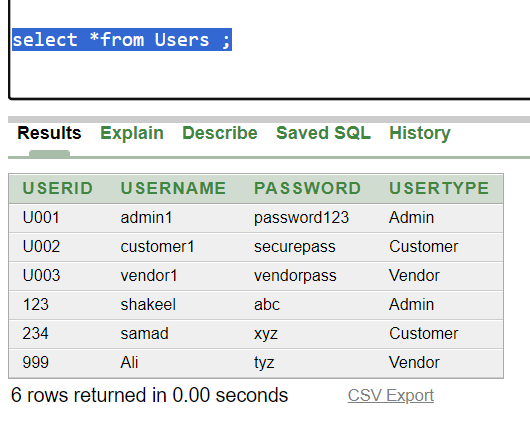 select *from Users ;
Results Explain Describe Saved SQL History
USERID USERNAME PASSWORD USERTYPE
U001 admin1 password123 Admin
U002 customer1 securepass Customer
U003 vendor1 vendorpass Vendor
123 shakeel abc Admin
234 samad xyz Customer
999 Ali tyz Vendor
6 rows returned in 0.00 seconds CSV Export